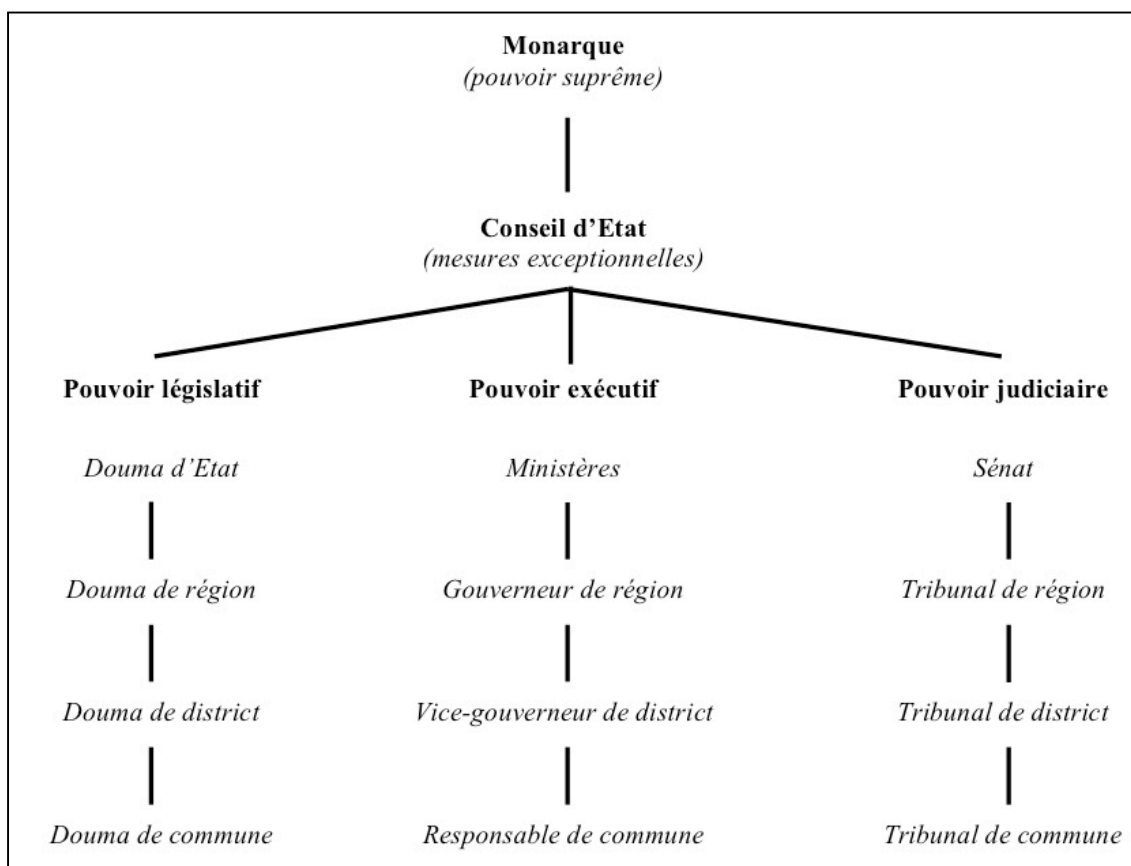 Monarque
(pouvoir suprême)
Conseil d’Etat
(mesures exceptionnelles)
Pouvoir législatif
Pouvoir exécutif
Pouvoir judiciaire
Douma d’Etat
Ministères
Sénat
Douma de région
Gouverneur de région
Tribunal de région
Douma de district
Vice-gouverneur de district
Tribunal de district
Douma de commune
Responsable de commune
Tribunal de commune